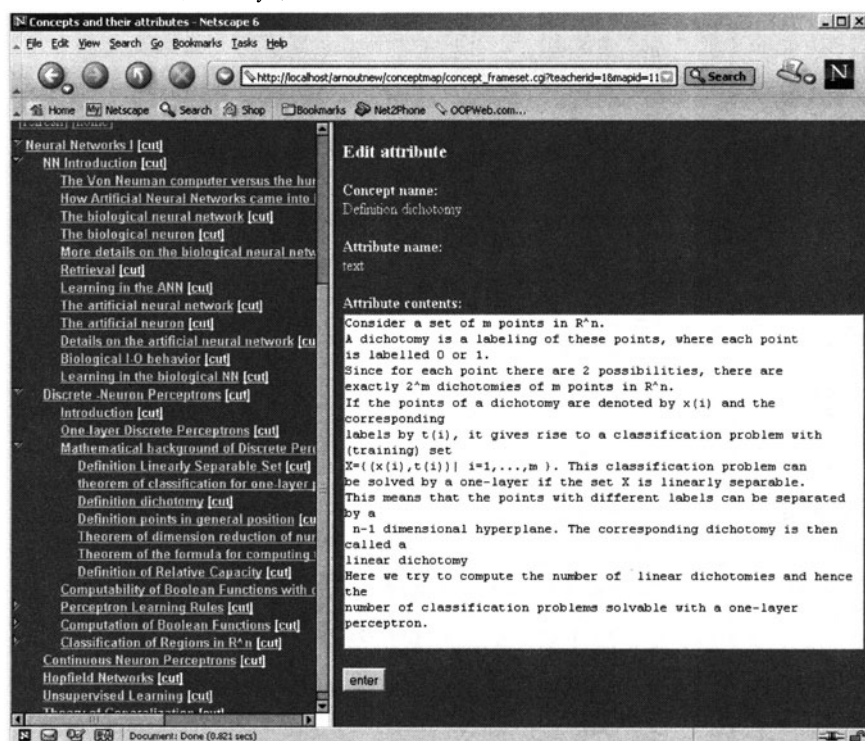 Concepts and their attributes - Netscape 6
File Edit View Search Go Bookmarks Tasks Help
http://localhost/arnoutnew/conceptmap/concept_frameset.cgi?teacherid=1&mapid=11 Search N
Home My Netscape Search Shop Bookmarks Net2Phone OOPWeb.com...
Neural Networks I [cut]
NN Introduction [cut]
The Von Neuman computer versus the hu
How Artificial Neural Networks came into
The biological neural network [cut]
The biological neuron [cut]
More details on the biological neural netw
Retrieval [cut]
Learning in the ANN [cut]
The artificial neural network [cut]
The artificial neuron [cut]
Details on the artificial neural network [cu
Biological I-O behavior [cut]
Learning in the biological NN [cut]
Discrete -Neuron Perceptrons [cut]
Introduction [cut]
One-layer Discrete Perceptrons [cut]
Mathematical background of Discrete Per
Definition Linearly Separable Set [cut]
theorem of classification for one-layer
Definition dichotomy [cut]
Definition points in general position [cu
Theorem of dimension reduction of nu
Theorem of the formula for computing
Definition of Relative Capacity [cut]
Computability of Boolean Functions with
Perceptron Learning Rules [cut]
Computation of Boolean Functions [cut]
Classification of Regions in R^n [cut]
Continuous Neuron Perceptrons [cut]
Hopfield Networks [cut]
Unsupervised Learning [cut]
Edit attribute
Concept name:
Definition dichotomy
Attribute name:
text
Attribute contents:
Consider a set of m points in R^n.
A dichotomy is a labeling of these points, where each point
is labelled 0 or 1.
Since for each point there are 2 possibilities, there are
exactly 2^m dichotomies of m points in R^n.
If the points of a dichotomy are denoted by x(i) and the
corresponding
labels by t(i), it gives rise to a classification problem with
(training) set
X=((x(i),t(i))| i=1,...,m ). This classification problem can
be solved by a one-layer if the set X is linearly separable.
This means that the points with different labels can be separated
by a
n-1 dimensional hyperplane. The corresponding dichotomy is then
called a
linear dichotomy
Here we try to compute the number of linear dichotomies and hence
the
number of classification problems solvable with a one-layer
perceptron.
enter
Document: Done (0.821 secs)